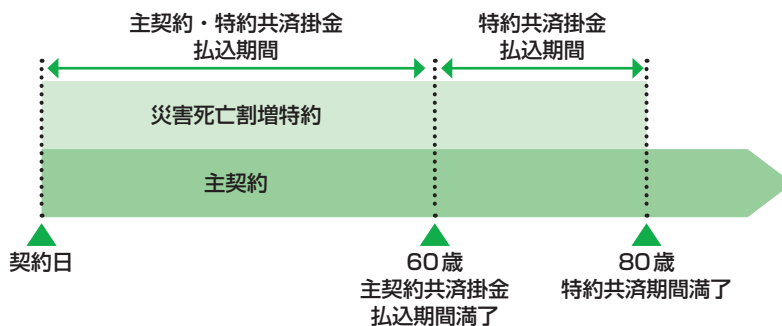 主契約・特約共済掛金
払込期間
特約共済掛金
払込期間
災害死亡割増特約
主契約
契約日
60歳
主契約共済掛金
払込期間満了
80歳
特約共済期間満了